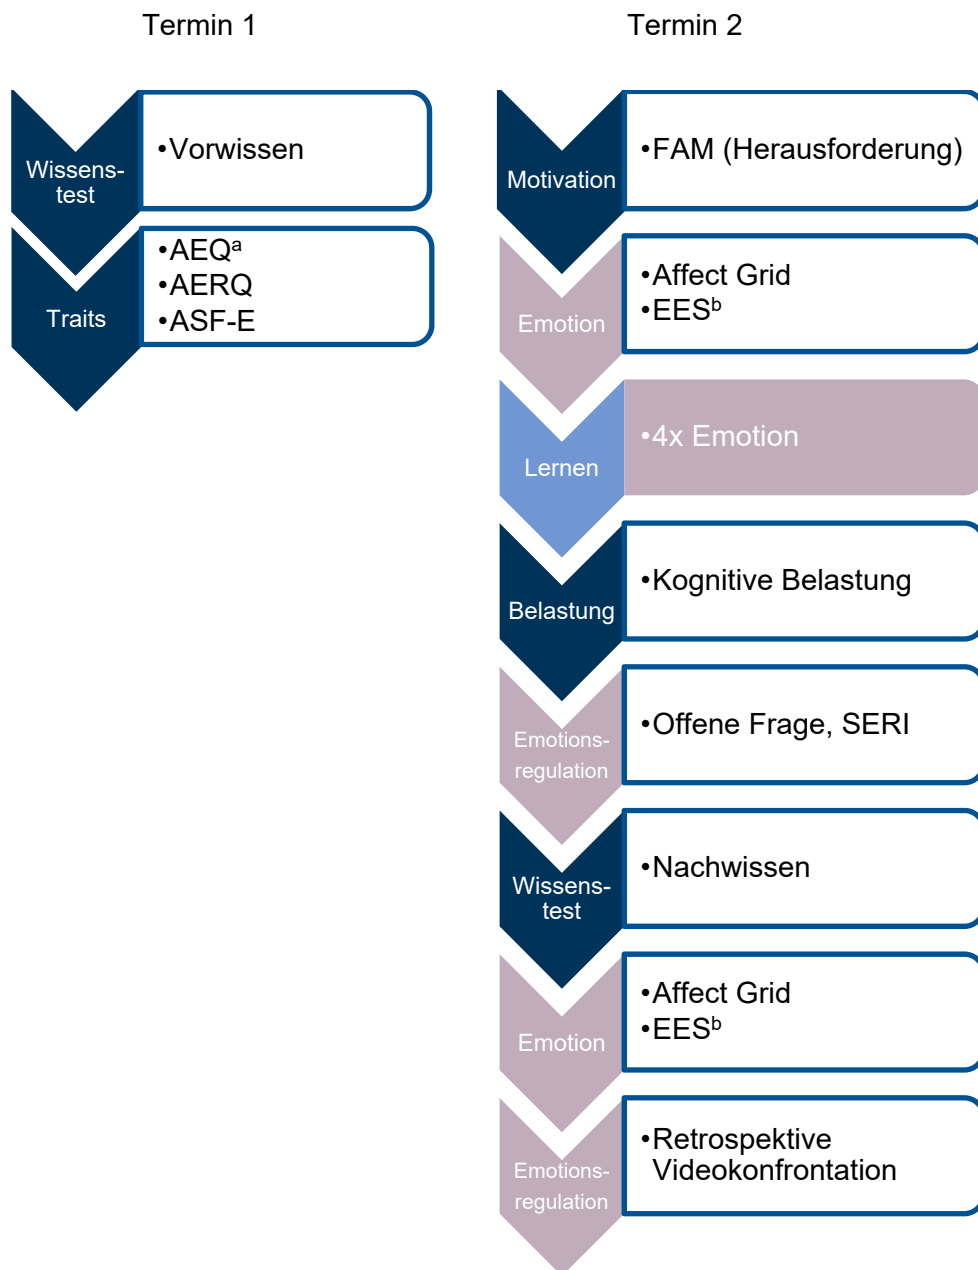 Termin 1
Wissens-
test
•Vorwissen
Traits
•AEQᵃ
•AERQ
•ASF-E
Termin 2
Motivation
•FAM (Herausforderung)
Emotion
•Affect Grid
•EESᵇ
Lernen
•4x Emotion
Belastung
•Kognitive Belastung
Emotions-
regulation
•Offene Frage, SERI
Wissens-
test
•Nachwissen
Emotion
•Affect Grid
•EESᵇ
Emotions-
regulation
•Retrospektive
Videokonfrontation